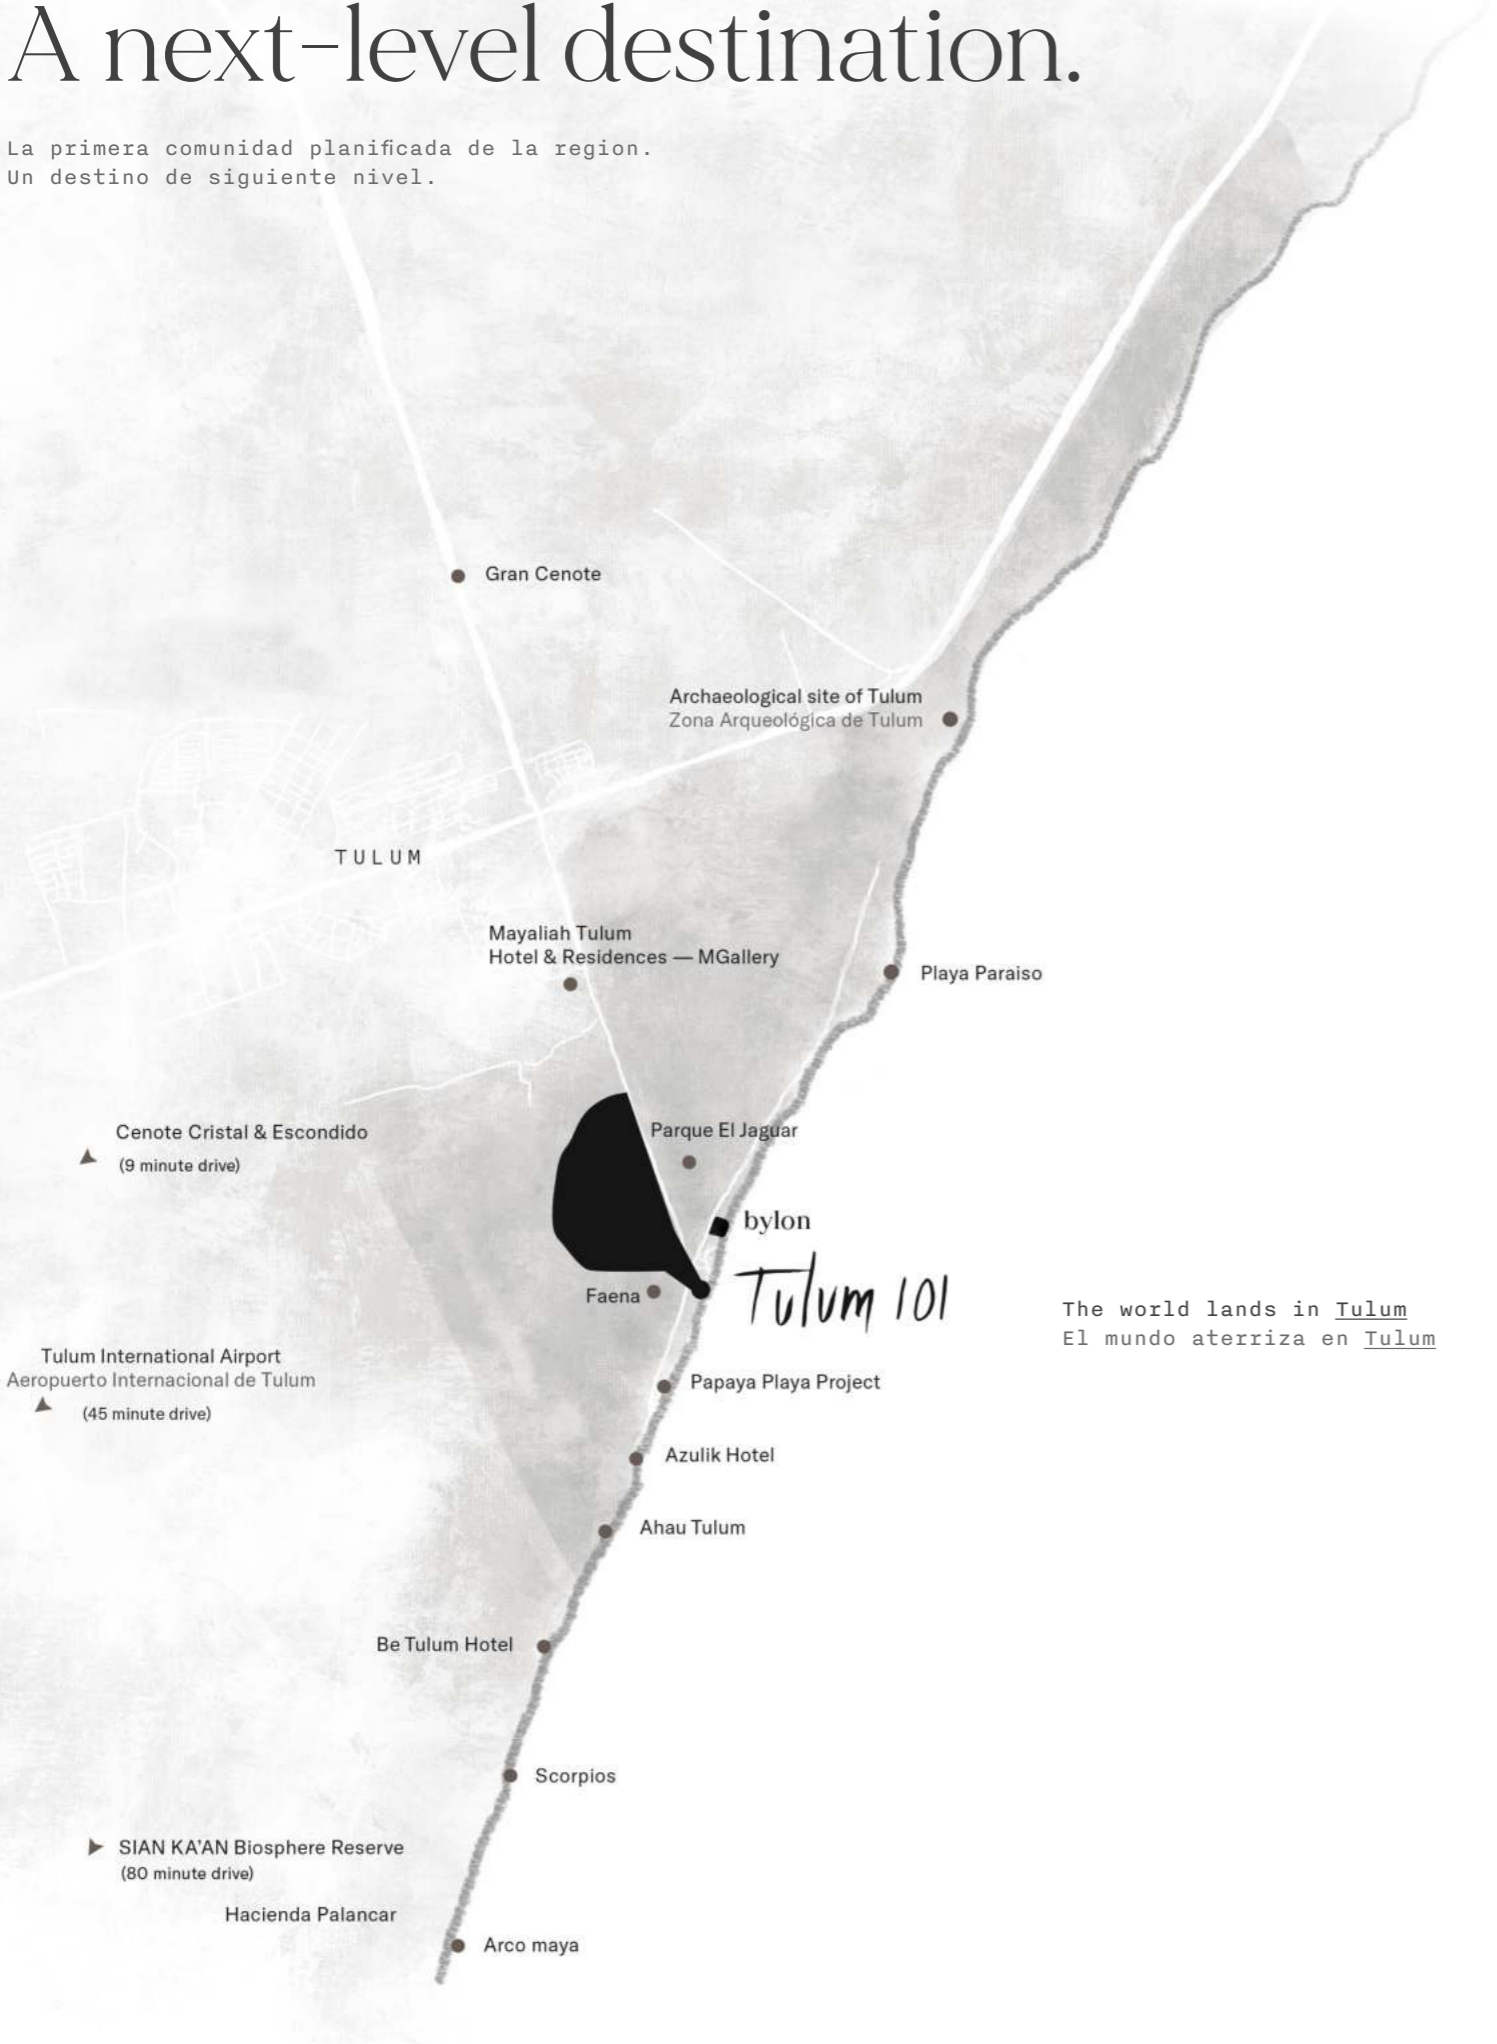 A next-level destination.
La primera comunidad planificada de la region.
Un destino de siguiente nivel.
Gran Cenote
Archaeological site of Tulum
Zona Arqueológica de Tulum
TULUM
Mayaliah Tulum
Hotel & Residences — MGallery
Playa Paraiso
Cenote Cristal & Escondido
(9 minute drive)
Parque El Jaguar
bylon
Faena
Tulum 101
The world lands in Tulum
El mundo aterriza en Tulum
Tulum International Airport
Aeropuerto Internacional de Tulum
(45 minute drive)
Papaya Playa Project
Azulik Hotel
Ahau Tulum
Be Tulum Hotel
Scorpios
SIAN KA'AN Biosphere Reserve
(80 minute drive)
Hacienda Palancar
Arco maya